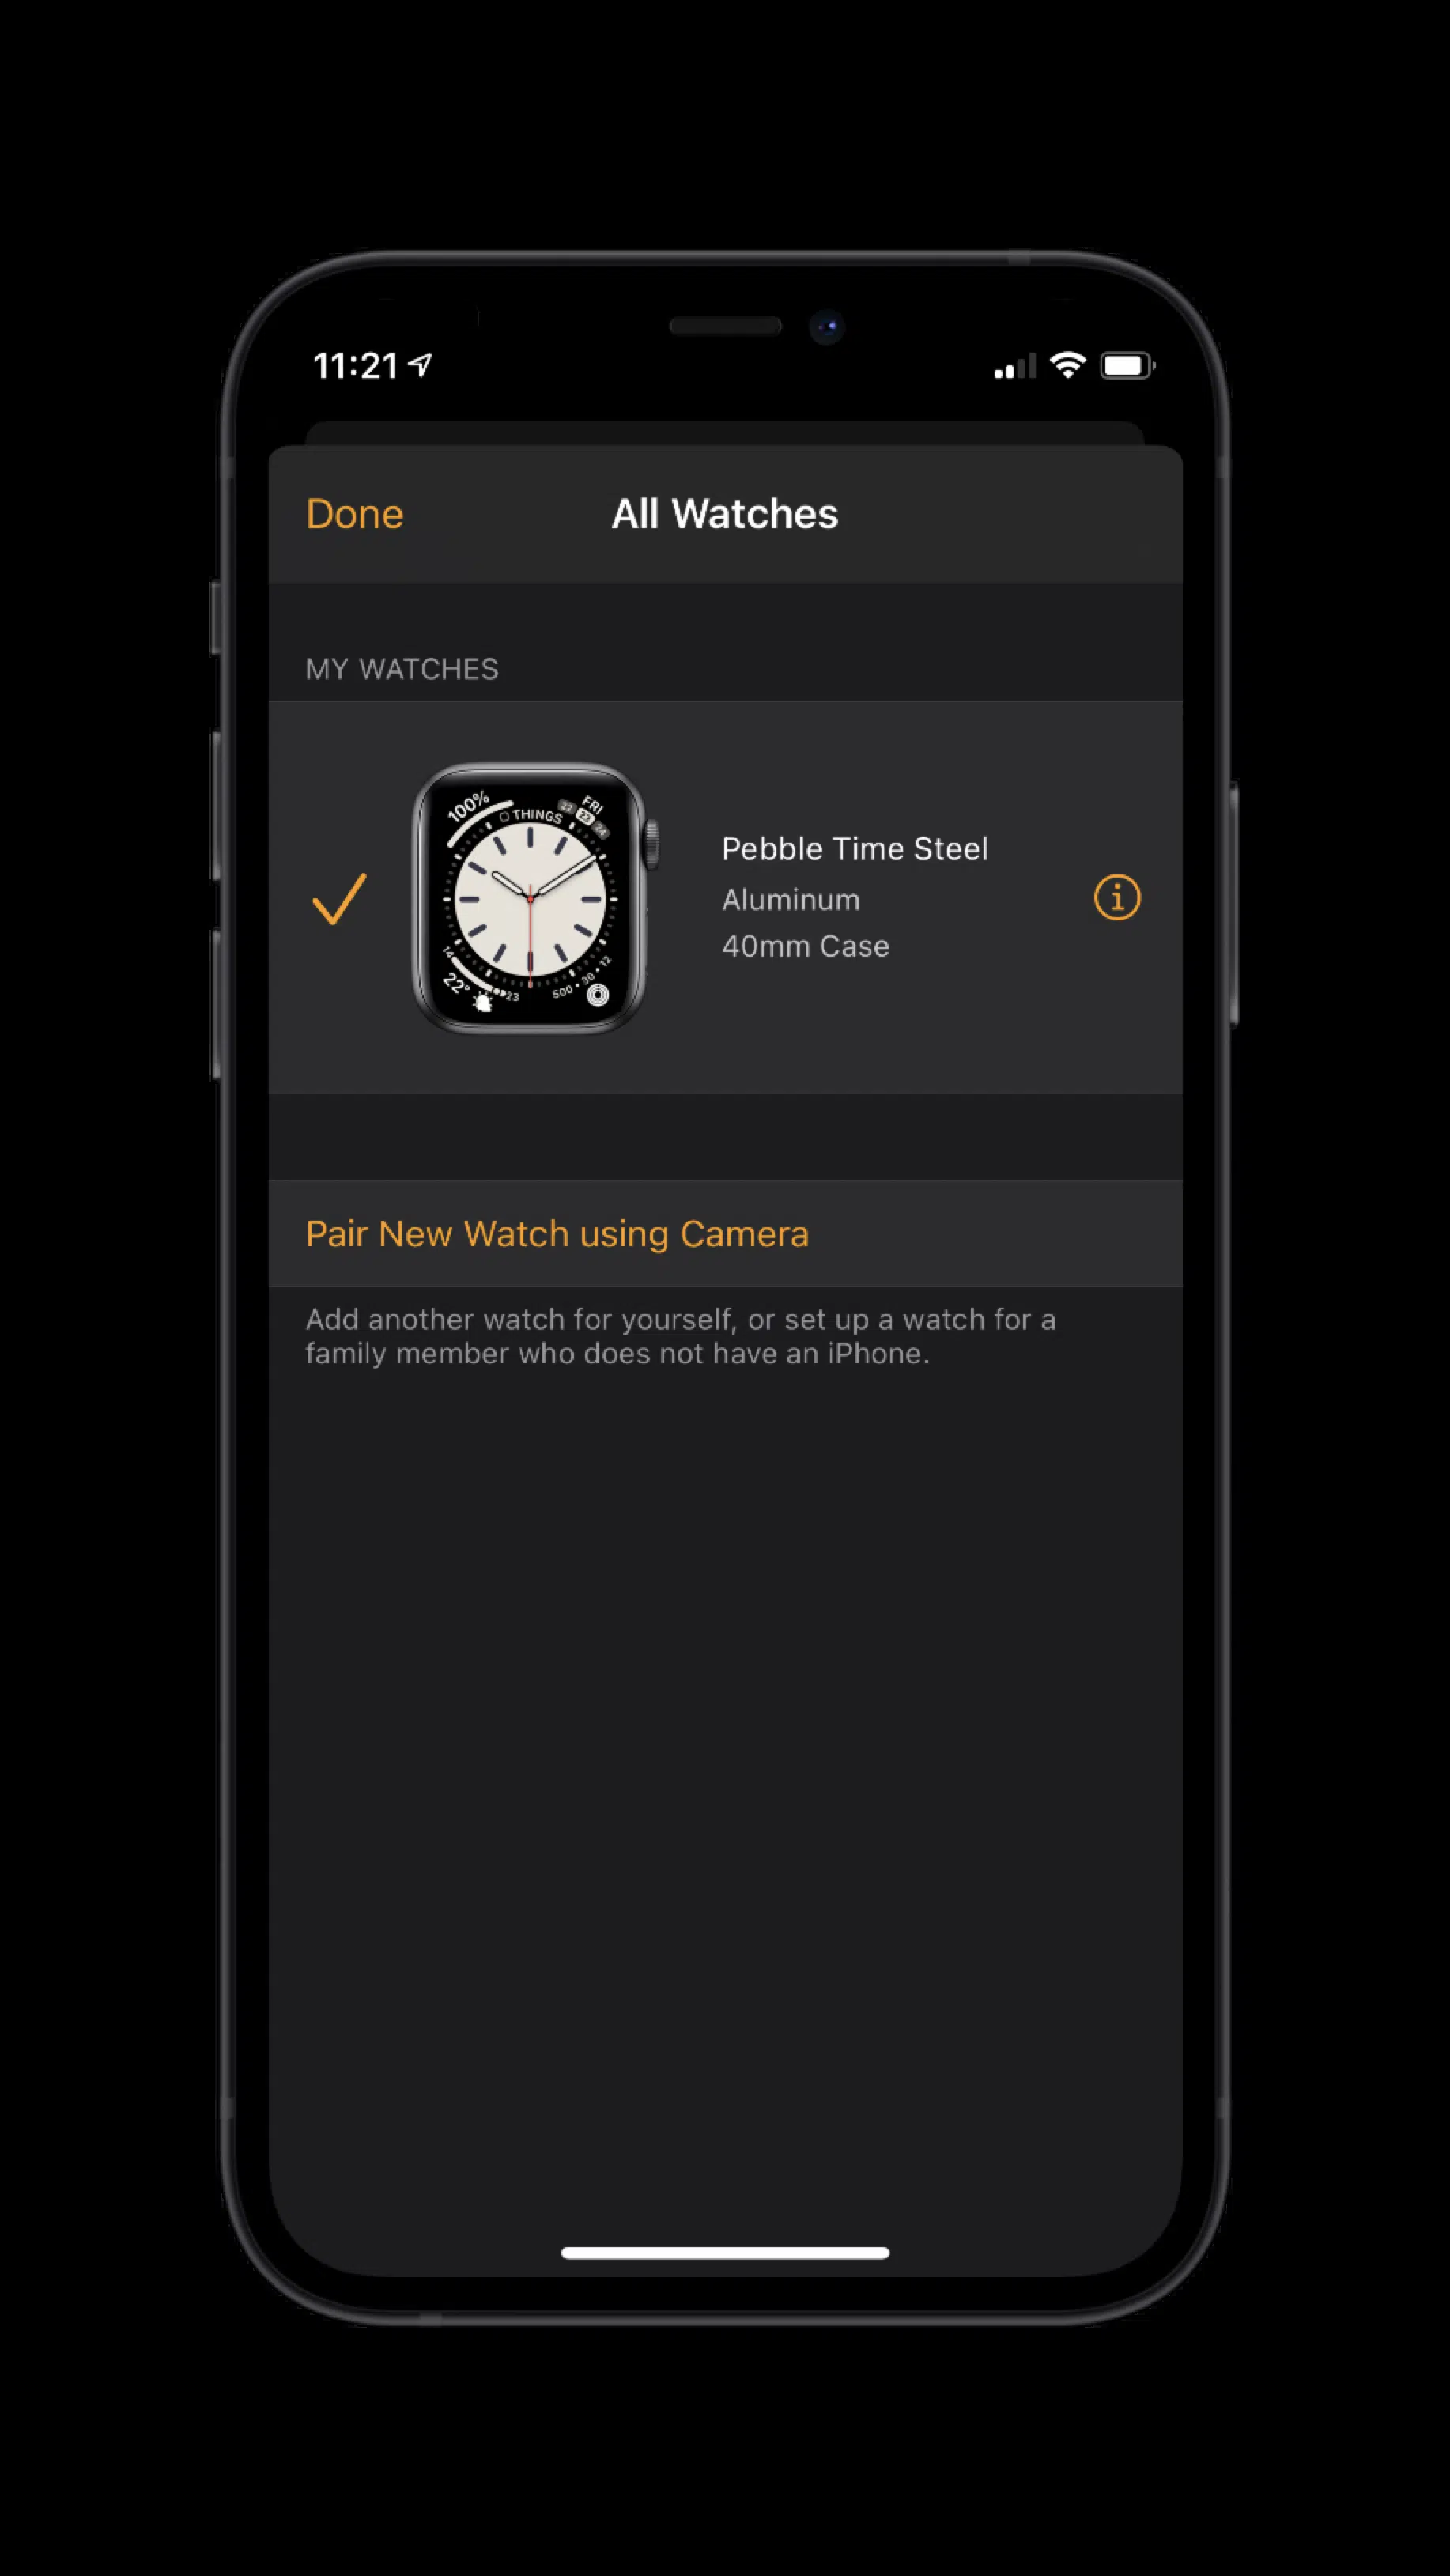 11:21
Done
All Watches
MY WATCHES
100%
THINGS
FRI
22 23 24
Pebble Time Steel
Aluminum
40mm Case
14
22°
23
500 • 30 • 12
Pair New Watch using Camera
Add another watch for yourself, or set up a watch for a
family member who does not have an iPhone.